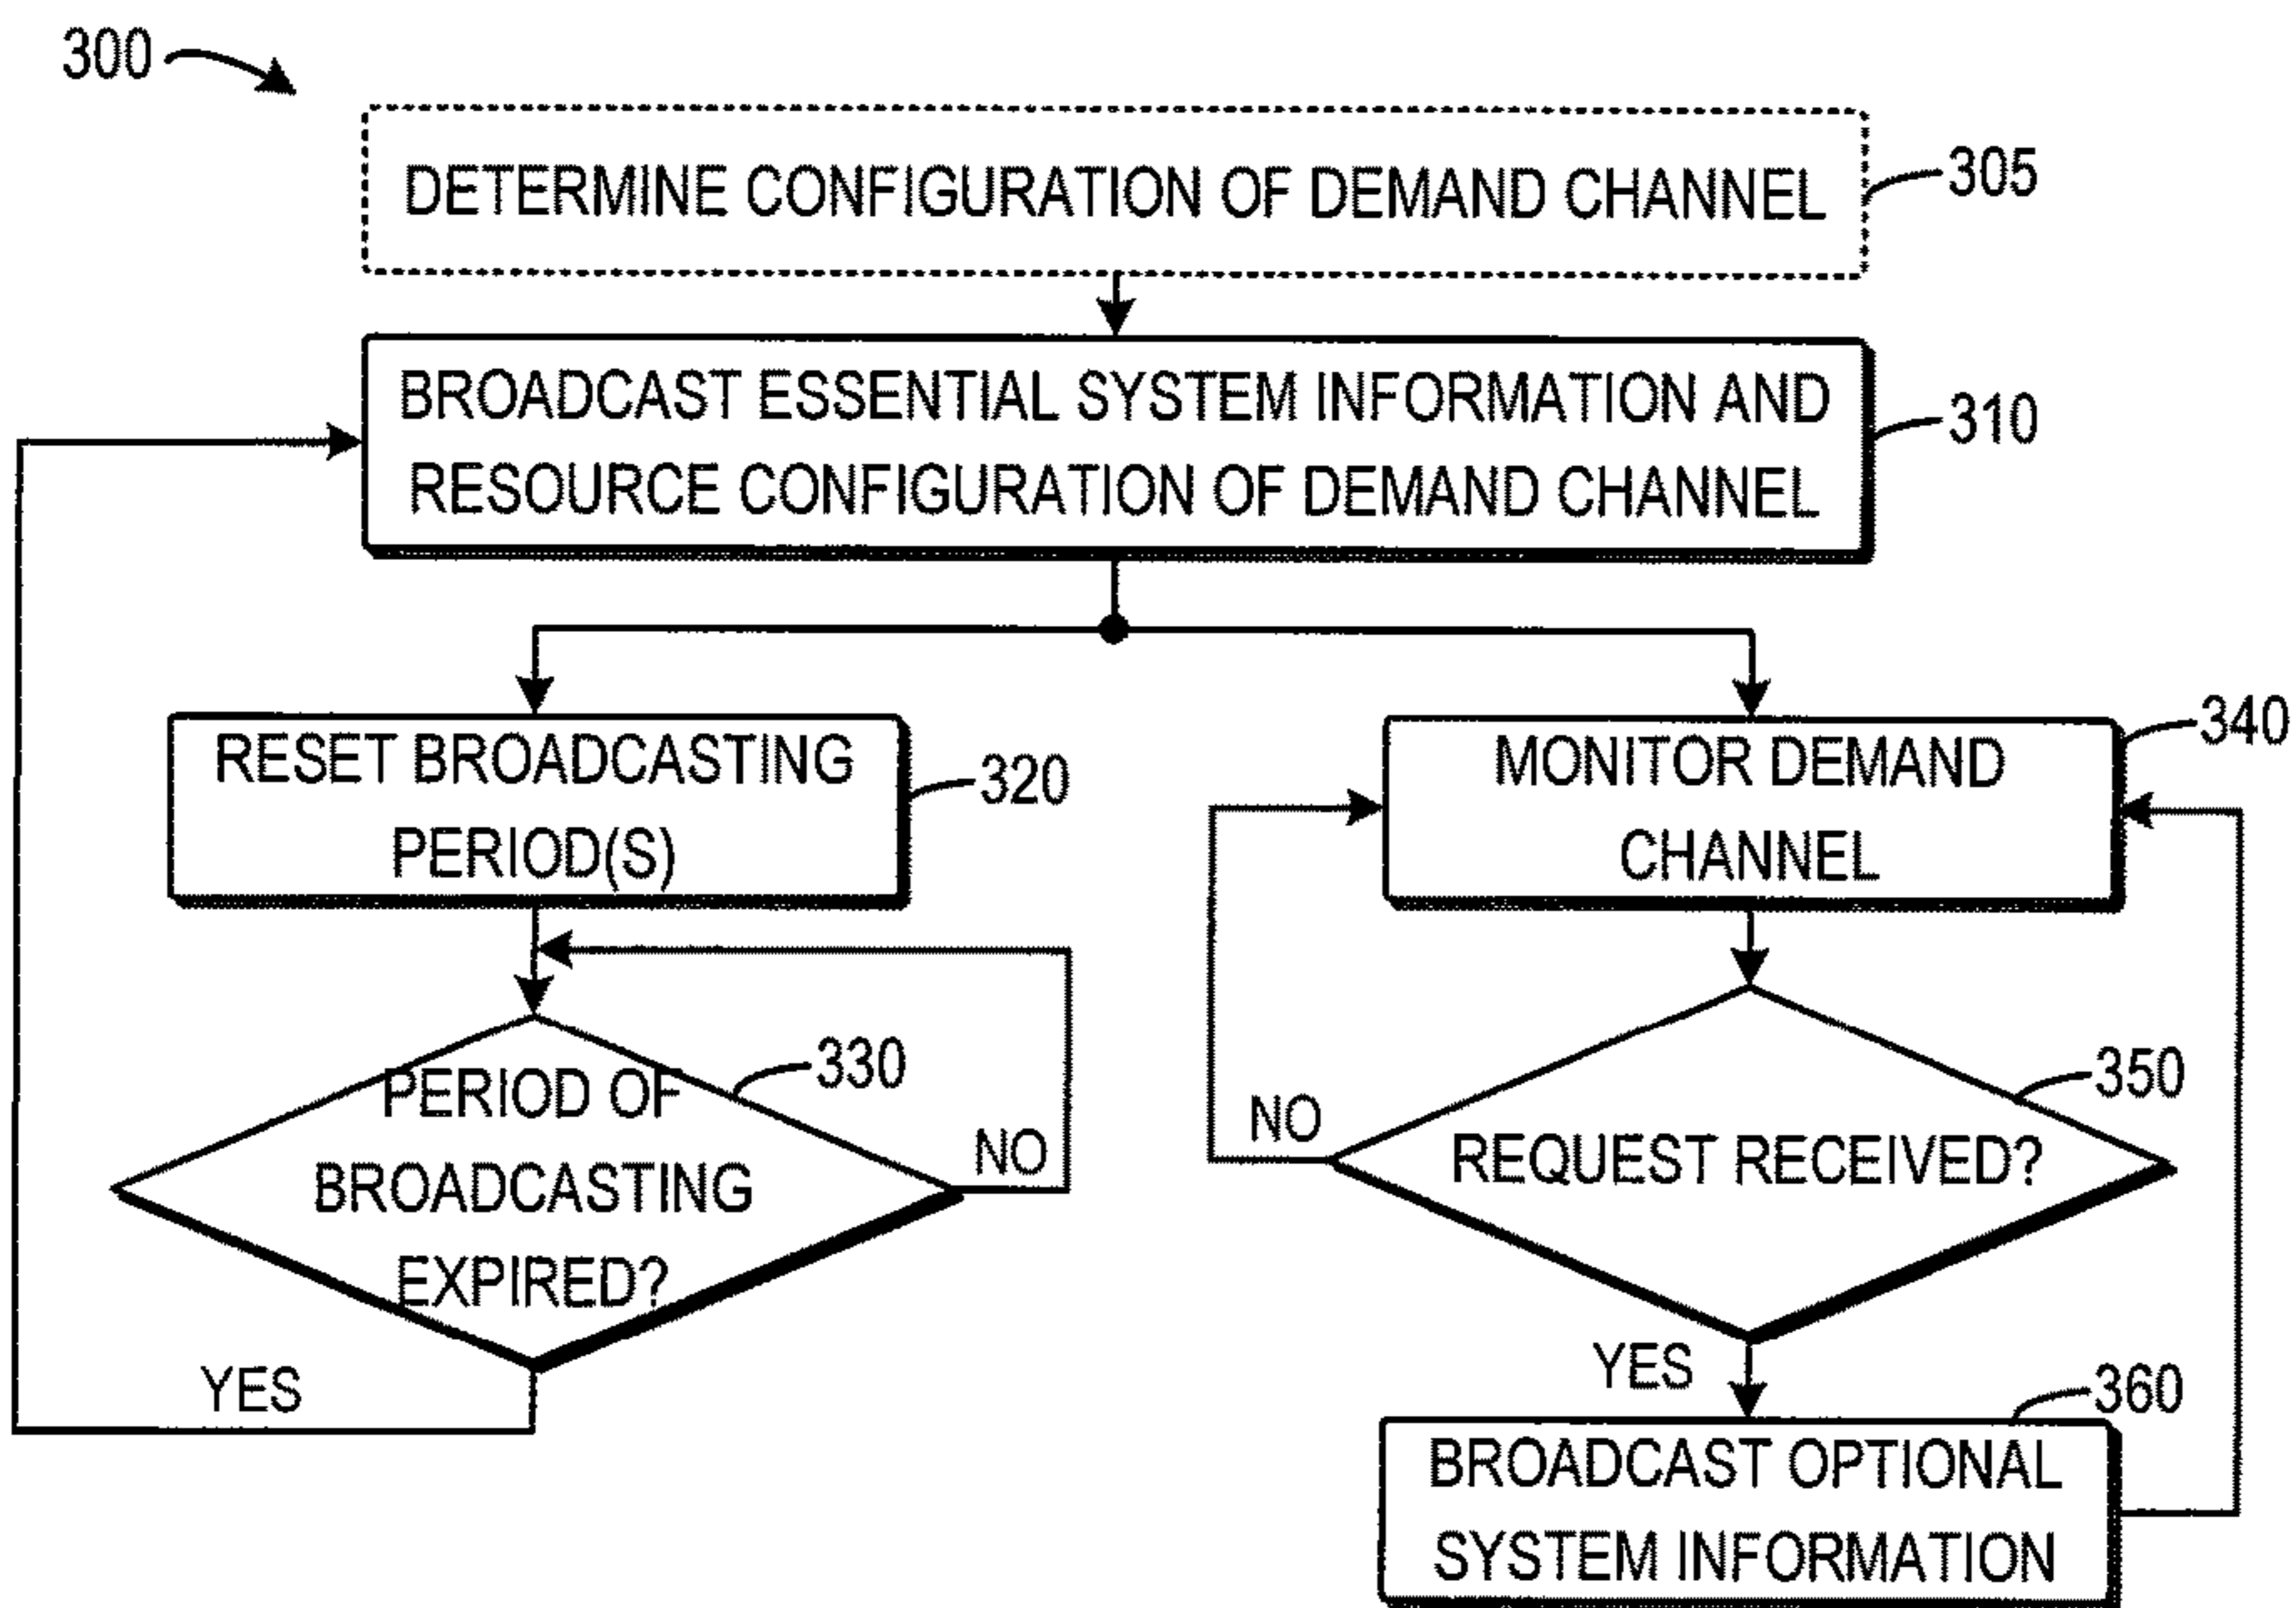 300
DETERMINE CONFIGURATION OF DEMAND CHANNEL
305
BROADCAST ESSENTIAL SYSTEM INFORMATION AND
RESOURCE CONFIGURATION OF DEMAND CHANNEL
310
RESET BROADCASTING
PERIOD(S)
320
MONITOR DEMAND
CHANNEL
340
PERIOD OF
BROADCASTING
EXPIRED?
330
NO
YES
REQUEST RECEIVED?
350
NO
YES
BROADCAST OPTIONAL
SYSTEM INFORMATION
360